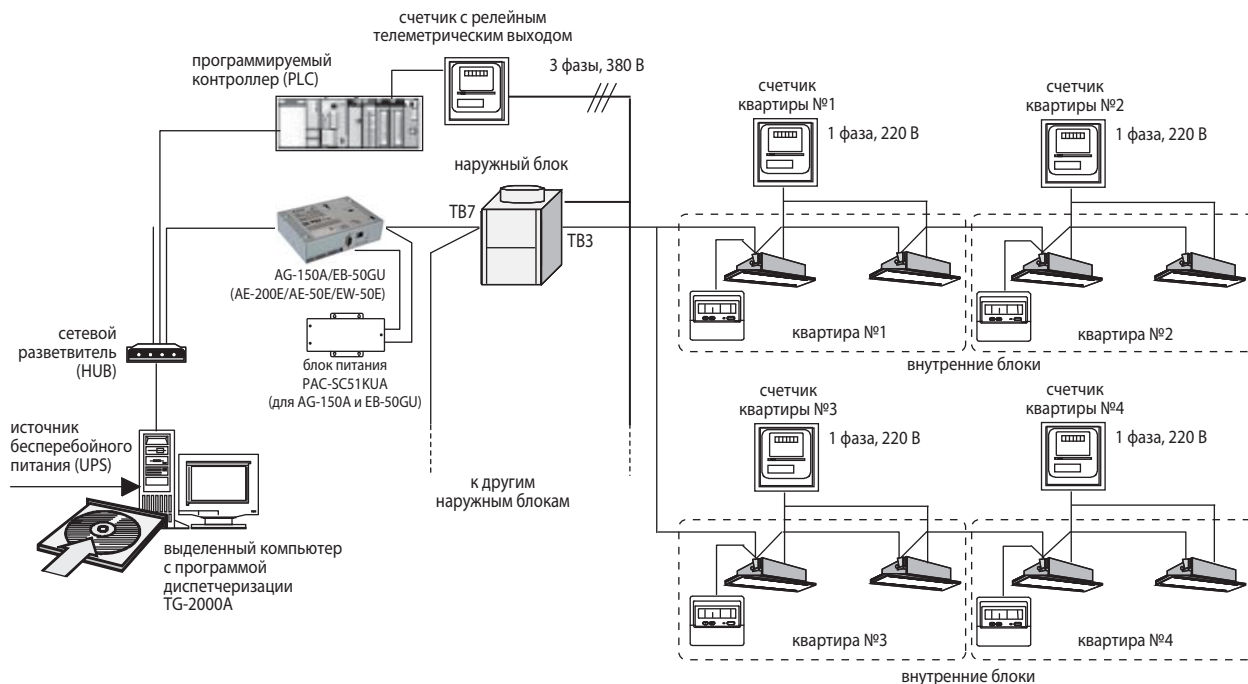 счетчик с релейным
телеметрическим выходом
программируемый
контроллер (PLC)
3 фазы, 380 В
счетчик
квартиры №1
1 фаза, 220 В
счетчик
квартиры №2
1 фаза, 220 В
наружный блок
TB7
TB3
AG-150A/EB-50GU
(AE-200E/AE-50E/EW-50E)
сетевой
разветвитель
(HUB)
блок питания
PAC-SC51KUA
(для AG-150A и EB-50GU)
квартира №1
квартира №2
внутренние блоки
источник
бесперебойного
питания (UPS)
к другим
наружным блокам
выделенный компьютер
с программой
диспетчеризации
TG-2000A
счетчик
квартиры №3
1 фаза, 220 В
счетчик
квартиры №4
1 фаза, 220 В
квартира №3
квартира №4
внутренние блоки